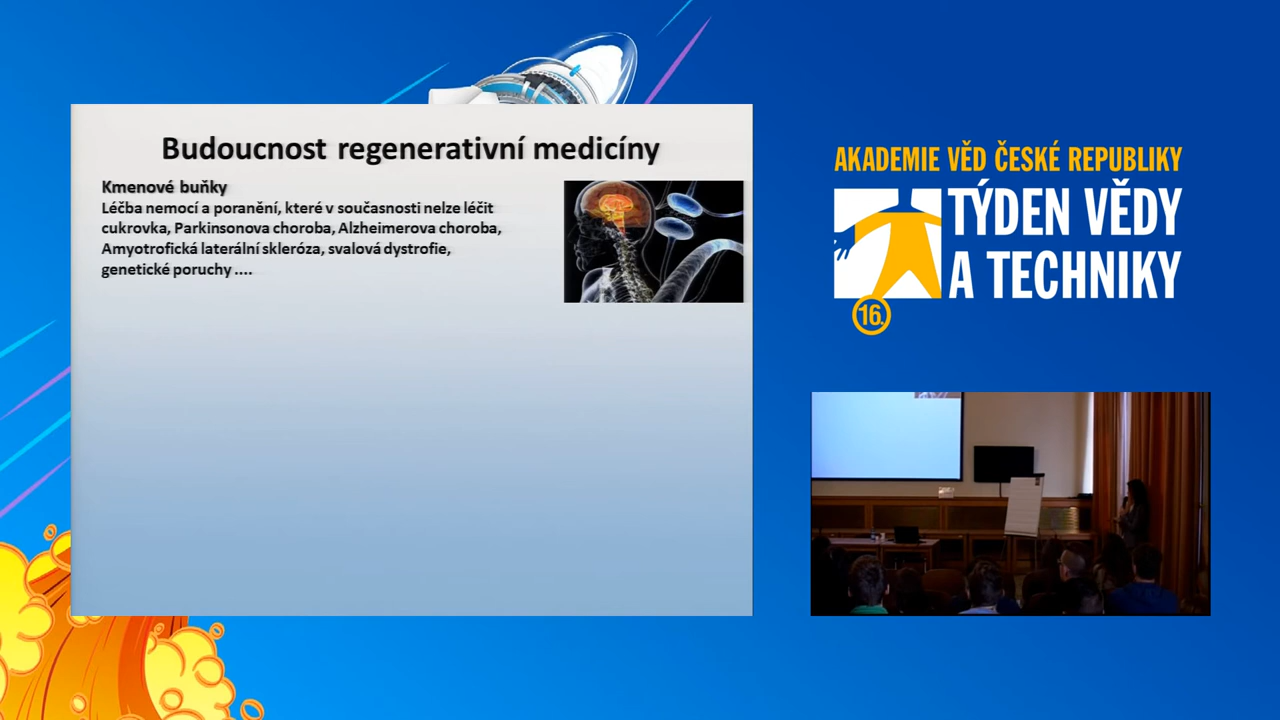 Budoucnost regenerativní medicíny
Kmenové buňky
Léčba nemocí a poranění, které v současnosti nelze léčit
cukrovka, Parkinsonova choroba, Alzheimerova choroba,
Amyotrofická laterální skleróza, svalová dystrofie,
genetické poruchy ....
AKADEMIE VĚD ČESKÉ REPUBLIKY
TÝDEN VĚDY
A TECHNIKY
16.